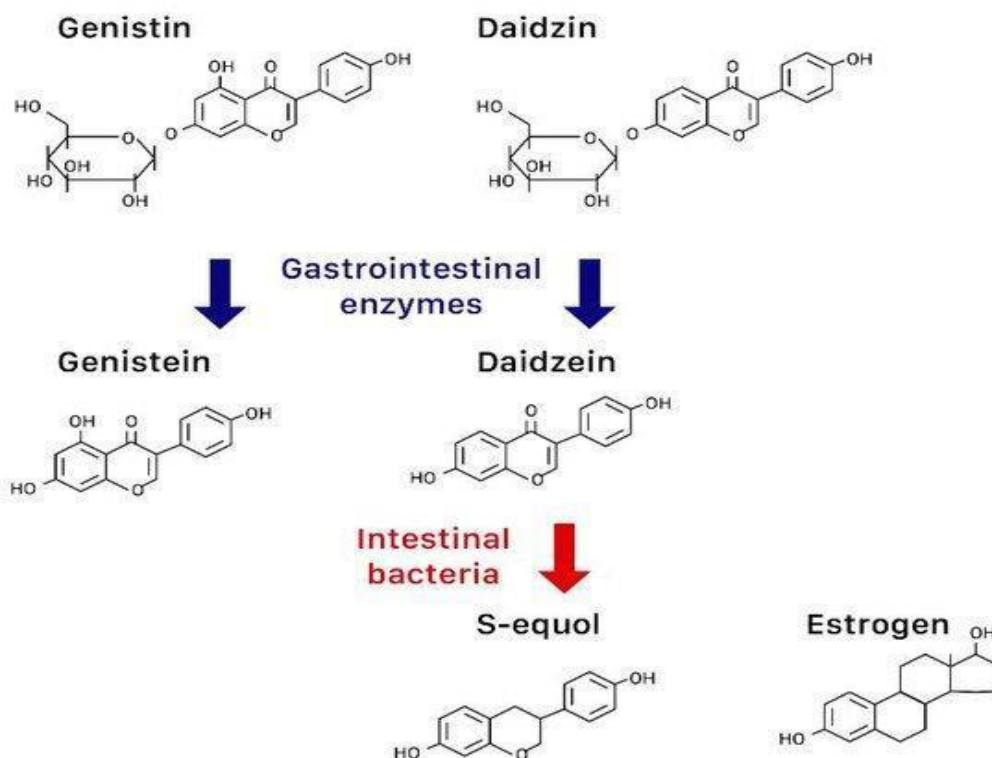 Genistin
Daidzin
OH
O
OH
O
OH
HO
O
O
O
OH
HO
OH
HO
O
O
O
OH
HO
OH
Gastrointestinal
enzymes
Genistein
Daidzein
OH
O
OH
HO
O
O
OH
HO
O
Intestinal
bacteria
S-equol
Estrogen
OH
HO
O
OH
HO